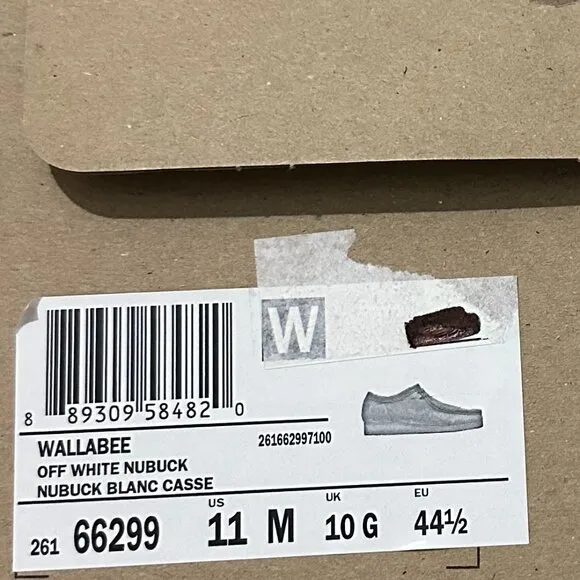 W
8 89309 58482 0
WALLABEE
261662997100
OFF WHITE NUBUCK
NUBUCK BLANC CASSE
US UK EU
261 66299 11 M 10 G 44½